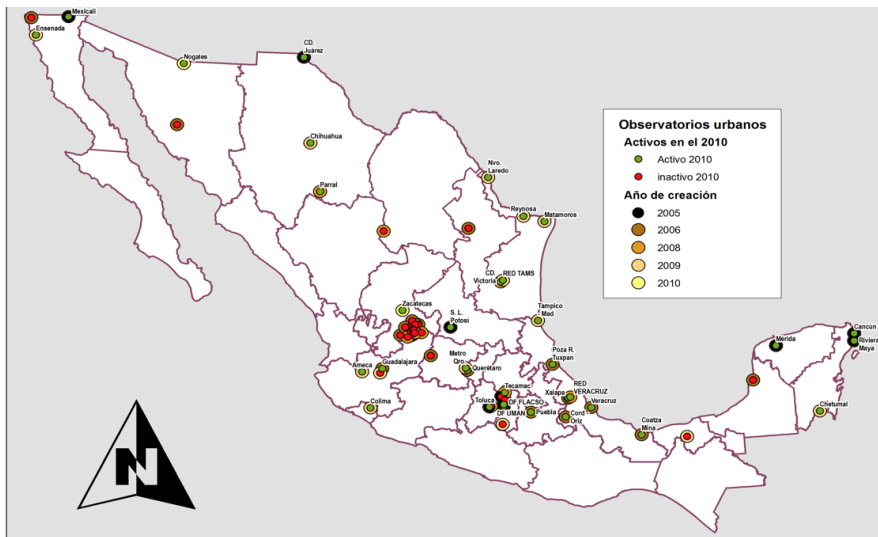 Mexicali
Ensenada
Nogales
CD.
Juárez
Chihuahua
Parral
Nvo.
Laredo
Reynosa
Matamoros
CD.
Victoria
RED TAMS
Zacatecas
S. L.
Potosí
Tampico
Mad
Ameca
Guadalajara
Metro
Qro.
Querétaro
Poza R.
Tuxpan
Colima
Tecamac
Toluca
DF FLACSO
DF UMAN
Puebla
Xalapa
RED
VERACRUZ
Veracruz
Cord
Oriz
Coatza
Mina
Mérida
Cancún
Riviera
Maya
Chetumal
Observatorios urbanos
Activos en el 2010
Activo 2010
inactivo 2010
Año de creación
2005
2006
2008
2009
2010
N